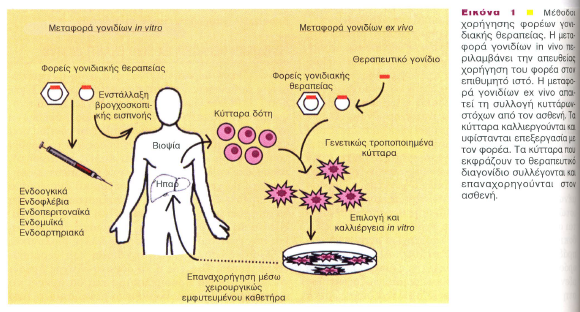 Μεταφορά γονιδίων in vitro
Φορείς γονιδιακής θεραπείας
Ενστάλλαξη
βρογχοσκοπι-
κής εισπνοής
Ενδογκικά
Ενδοφλέβια
Ενδοπεριτοναϊκά
Ενδομυϊκά
Ενδοαρτηριακά
Βιοψία
Ήπαρ
Μεταφορά γονιδίων ex vivo
Θεραπευτικό γονίδιο
Φορείς γονιδιακής
θεραπείας
Κύτταρα δότη
Γενετικώς τροποποιημένα
κύτταρα
Επιλογή και
καλλιέργεια in vitro
Επαναχορήγηση μέσω
χειρουργικώς
εμφυτευμένου καθετήρα
Εικόνα 1 Μέθοδοι
χορήγησης φορέων γονι-
διακής θεραπείας. Η μετα-
φορά γονιδίων in vivo πε-
ριλαμβάνει την απευθείας
χορήγηση του φορέα στον
επιθυμητό ιστό. Η μεταφο-
ρά γονιδίων ex vivo απαι-
τεί τη συλλογή κυττάρων-
στόχων από τον ασθενή. Τα
κύτταρα καλλιεργούνται και
υφίστανται επεξεργασία με
τον φορέα. Τα κύτταρα που
εκφράζουν το θεραπευτικό
διαγονίδιο συλλέγονται και
επαναχορηγούνται στον
ασθενή.